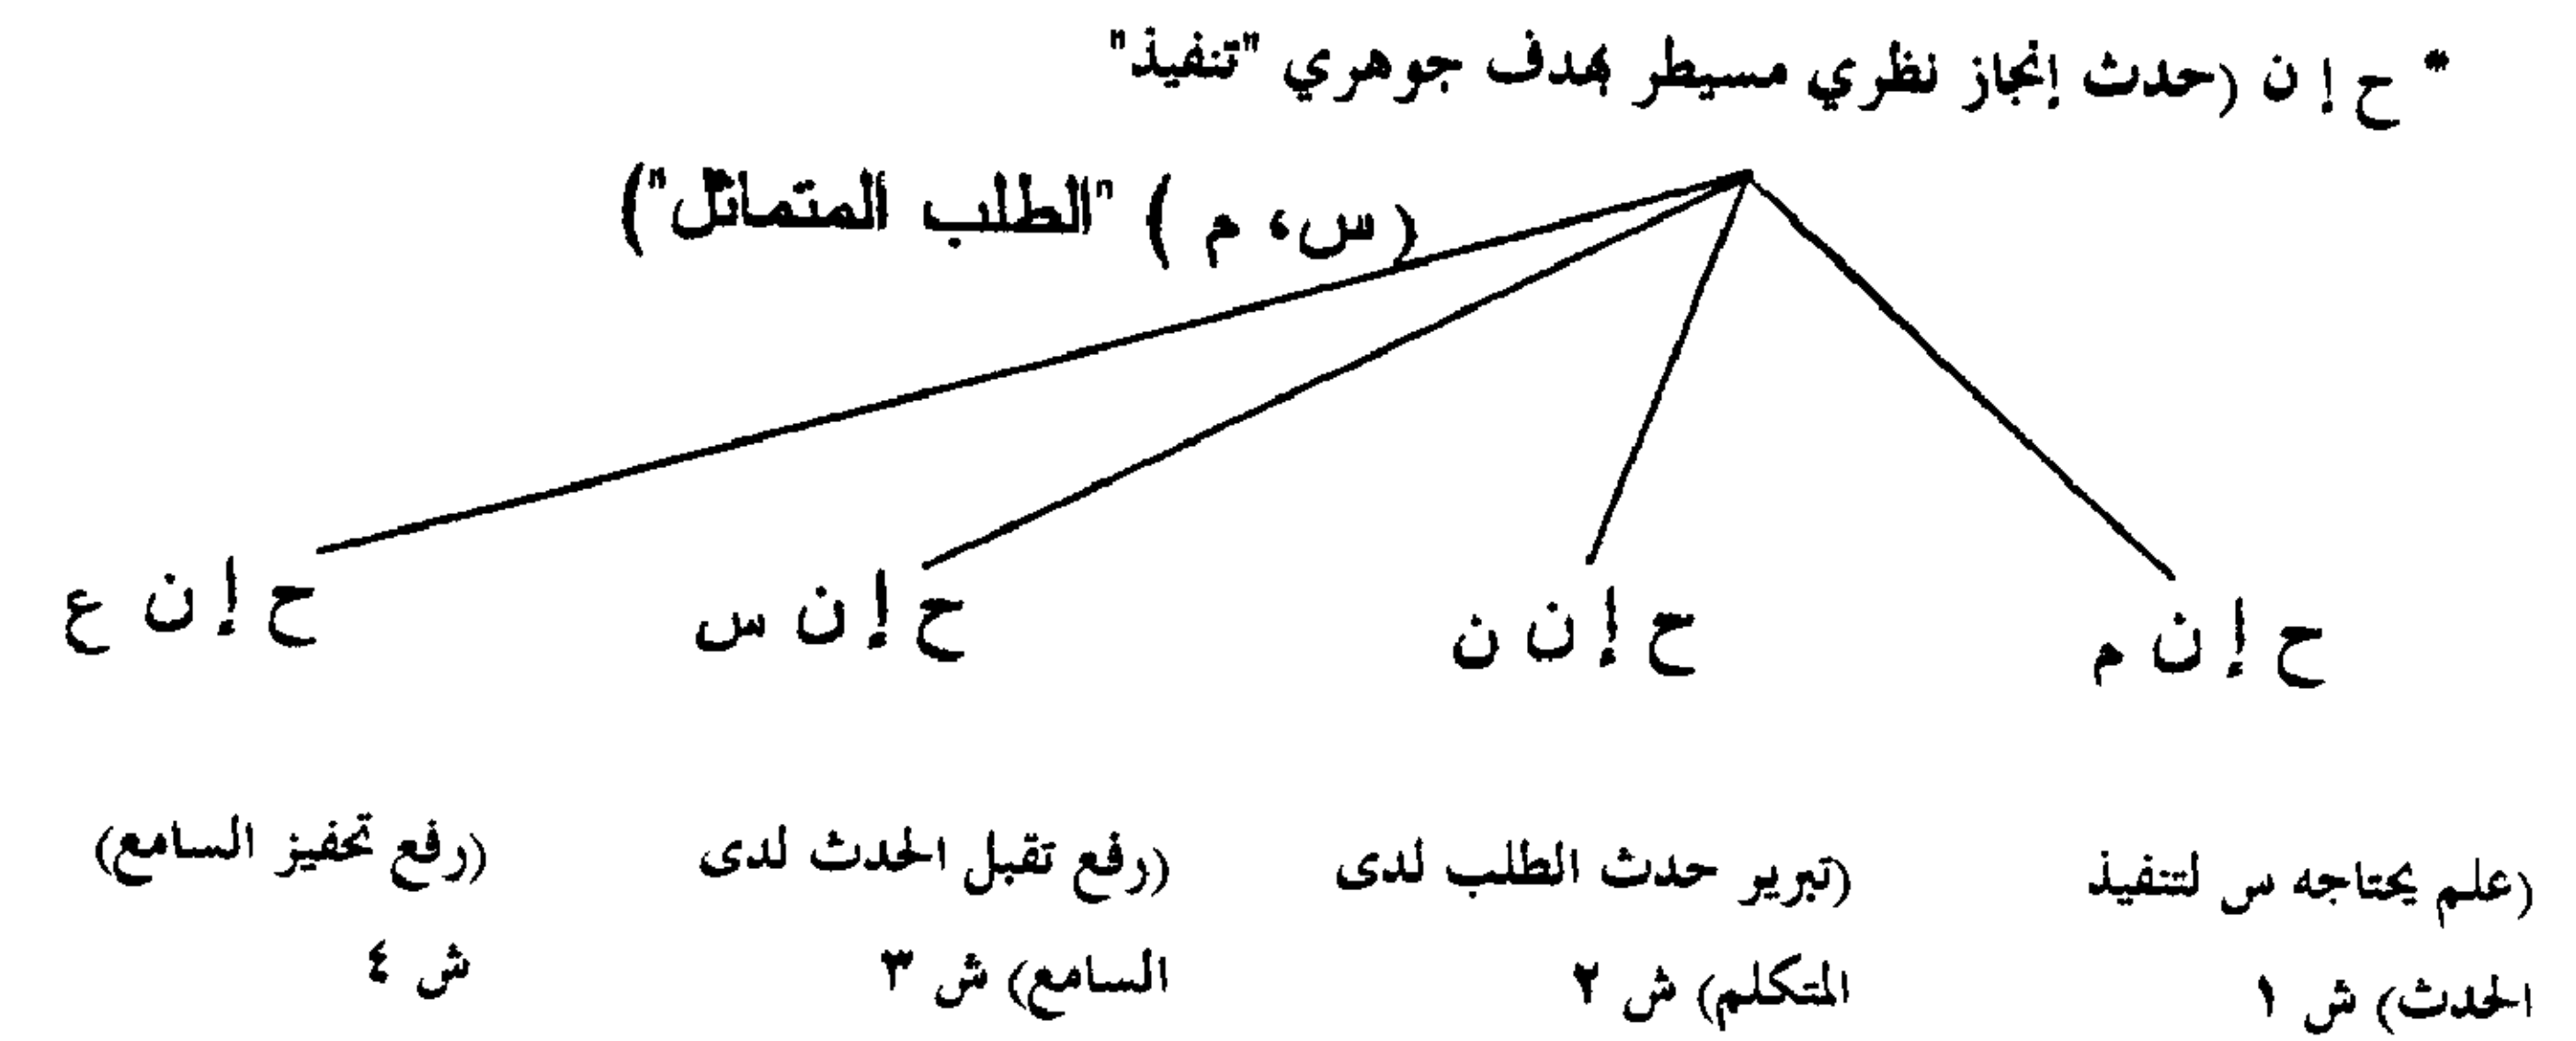 * ح إ ن (حدث إنجاز نظري مسيطر بهدف جوهري "تنفيذ"
(س، م) "الطلب المتماثل")
ح إ ن م ح إ ن ن ح إ ن س ح إ ن ع
(علم يحتاجه س لتنفيذ (تبرير حدث الطلب لدى (رفع تقبل الحدث لدى (رفع تحفيز السامع)
الحدث) ش ١ المتكلم) ش ٢ السامع) ش ٣ ش ٤